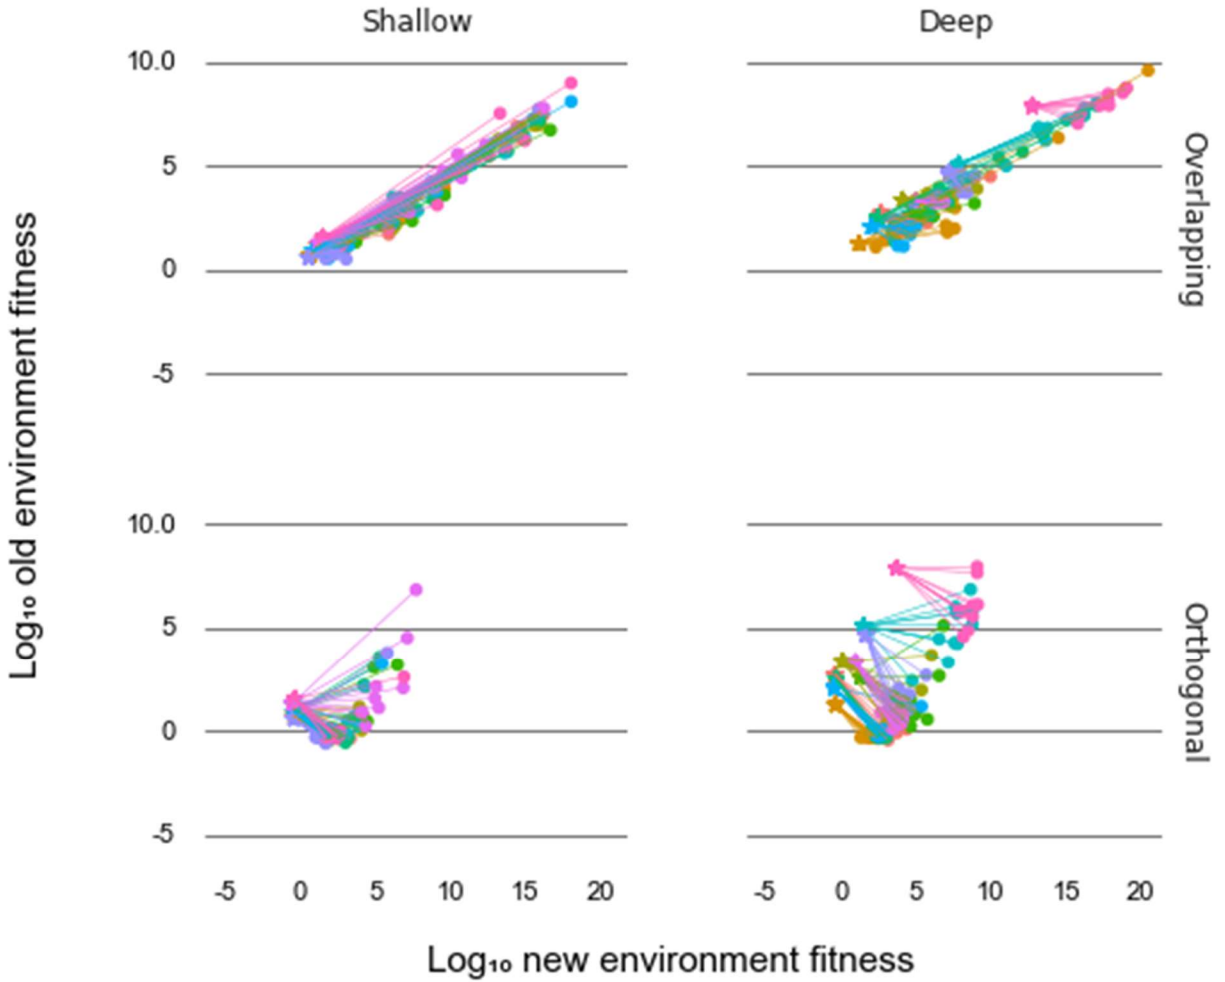 Shallow
Deep
10.0
5
0
-5
Overlapping
Log₁₀ old environment fitness
10.0
5
0
-5
Orthogonal
-5 0 5 10 15 20
-5 0 5 10 15 20
Log₁₀ new environment fitness